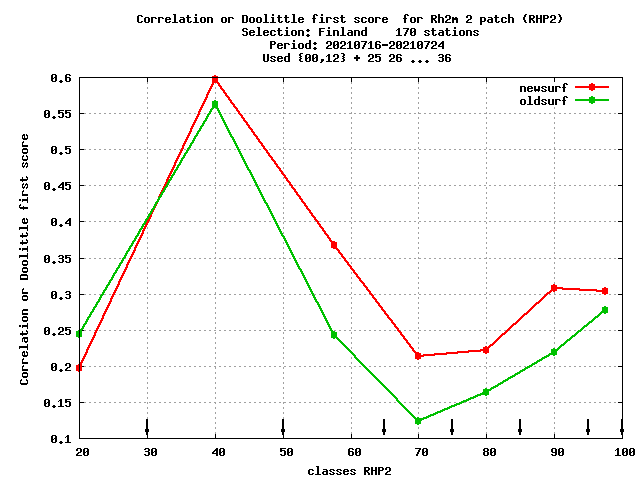 Correlation or Doolittle first score  for Rh2m 2 patch (RHP2)
Selection: Finland    170 stations
Period: 20210716-20210724
Used {00,12} + 25 26 ... 36
newsurf
oldsurf
0,6
0,55
0,5
0,45
0,4
0,35
0,3
0,25
0,2
0,15
0,1
Correlation or Doolittle first score
20 30 40 50 60 70 80 90 100
classes RHP2